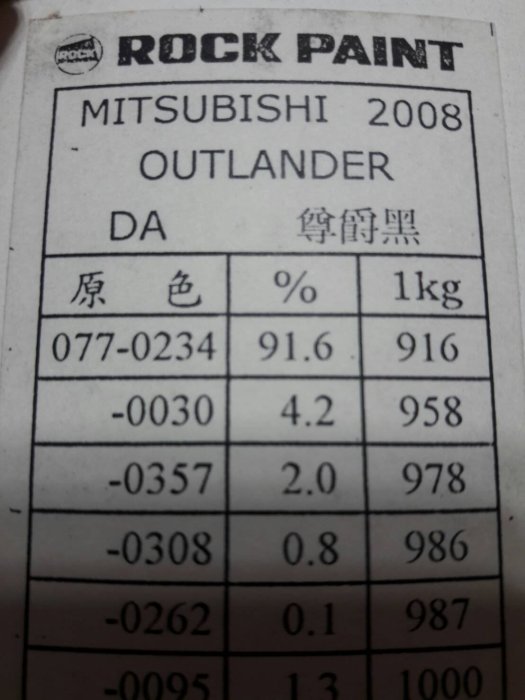 ROCK
ROCK PAINT
MITSUBISHI 2008
OUTLANDER
DA 尊爵黑
原 色 % 1kg
077-0234 91.6 916
-0030 4.2 958
-0357 2.0 978
-0308 0.8 986
-0262 0.1 987
-0095 1.3 1000